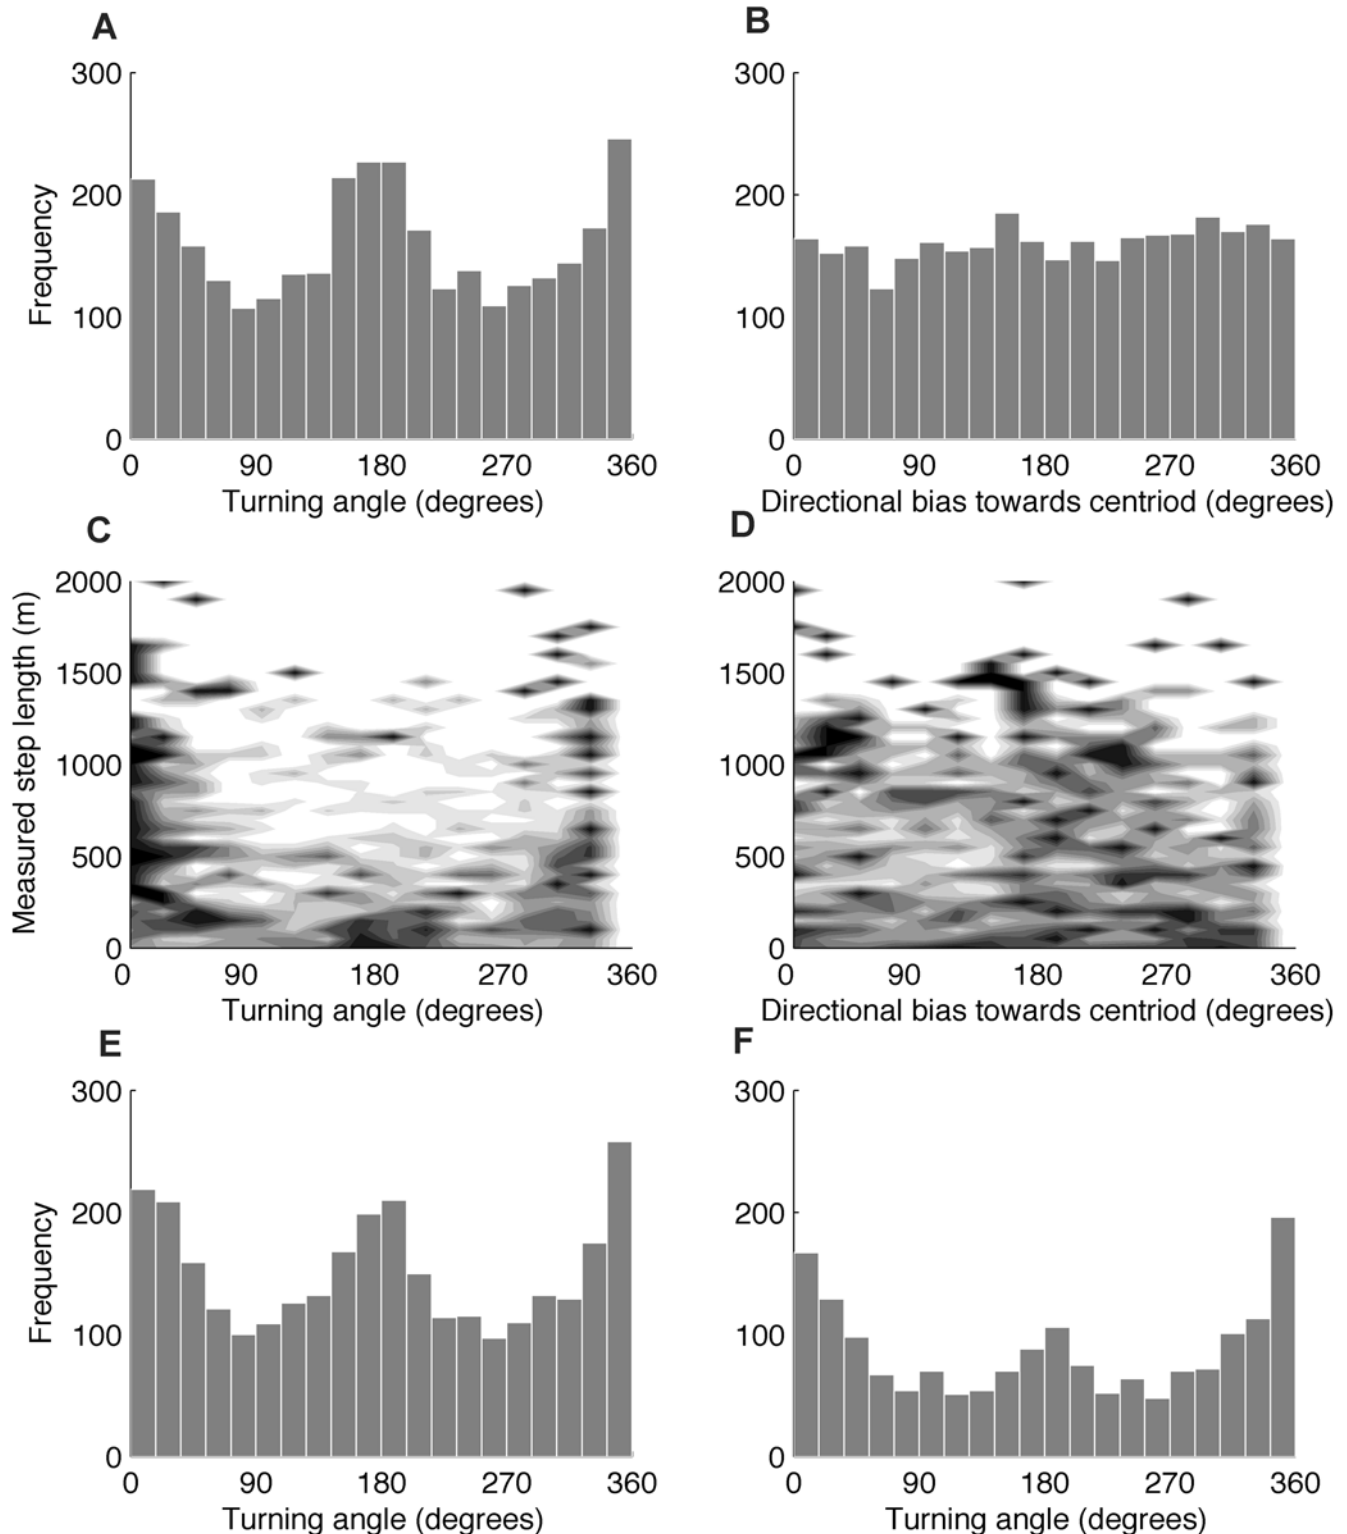 A
B
300
200
100
0
Frequency
0 90 180 270 360
Turning angle (degrees)
300
200
100
0
0 90 180 270 360
Directional bias towards centriod (degrees)
C
D
2000
1500
1000
500
0
Measured step length (m)
0 90 180 270 360
Turning angle (degrees)
2000
1500
1000
500
0
0 90 180 270 360
Directional bias towards centriod (degrees)
E
F
300
200
100
0
Frequency
0 90 180 270 360
Turning angle (degrees)
300
200
100
0
0 90 180 270 360
Turning angle (degrees)